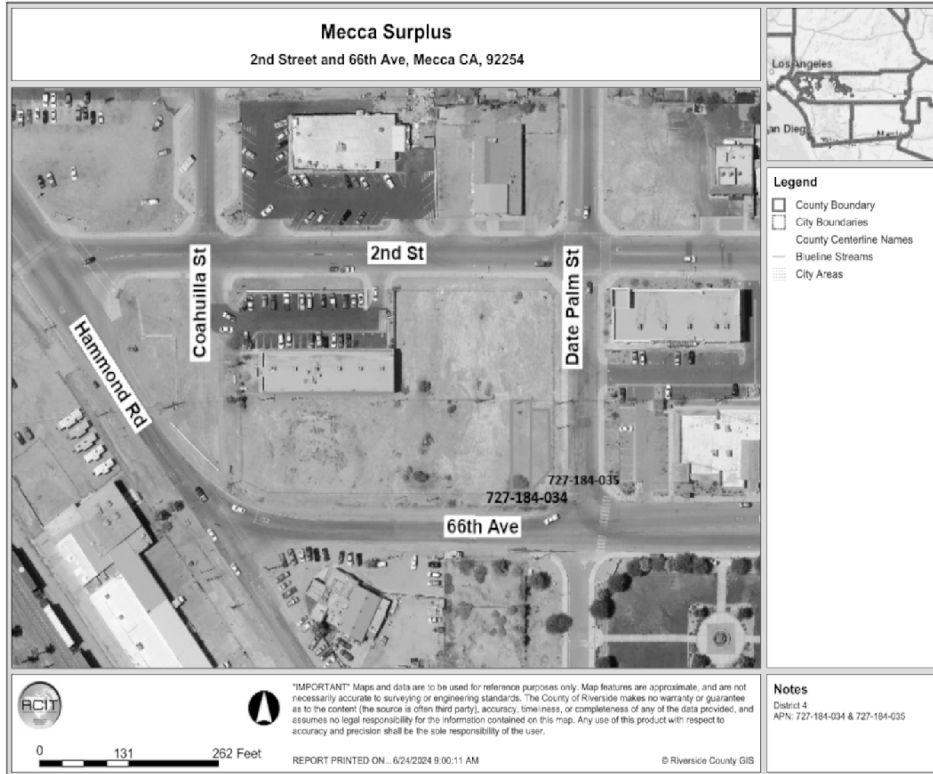 Mecca Surplus
2nd Street and 66th Ave, Mecca CA, 92254
Los Angeles
an Dieg
Legend
County Boundary
City Boundaries
County Centerline Names
Blueline Streams
City Areas
2nd St
Coahuilla St
Date Palm St
Hammond Rd
727-184-035
727-184-034
66th Ave
RCIT
"IMPORTANT" Maps and data are to be used for reference purposes only. Map features are approximate, and are not
necessarily accurate to surveying or engineering standards. The County of Riverside makes no warranty or guarantee
as to the content (the source is often third party), accuracy, timeliness, or completeness of any of the data provided, and
assumes no legal responsibility for the information contained on this map. Any use of this product with respect to
accuracy and precision shall be the sole responsibility of the user.
0 131 262 Feet
REPORT PRINTED ON... 6/24/2024 9:00:11 AM
© Riverside County GIS
Notes
District 4
APN: 727-184-034 & 727-184-035